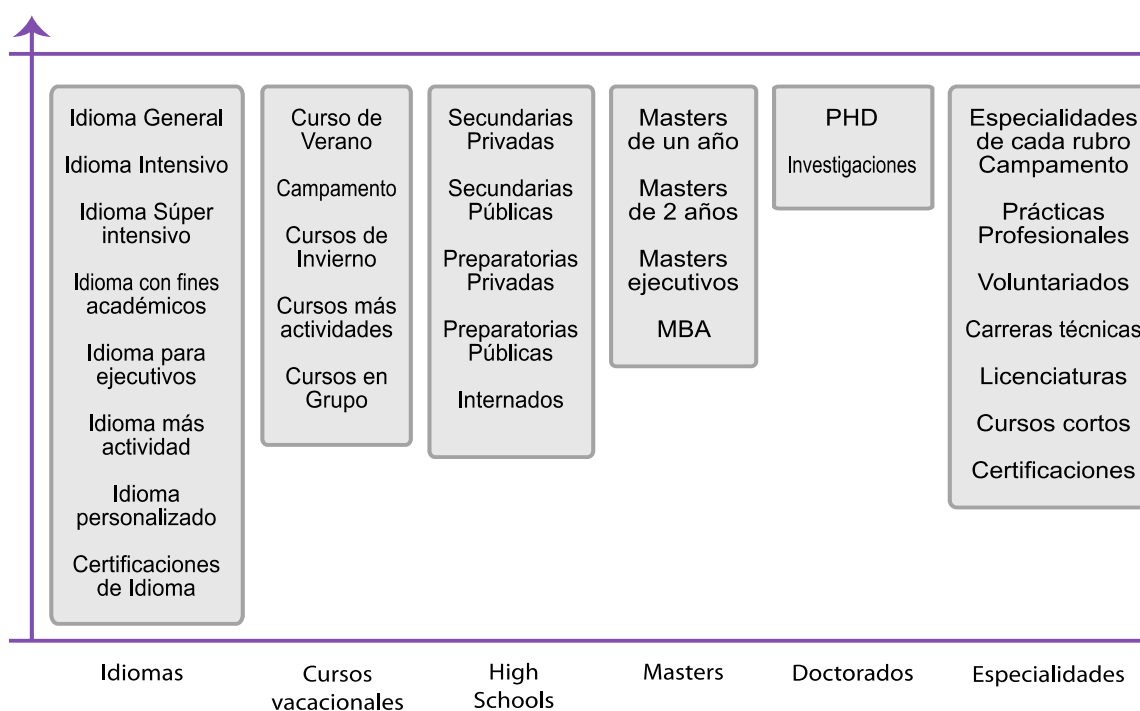 Idioma General
Idioma Intensivo
Idioma Súper
intensivo
Idioma con fines
académicos
Idioma para
ejecutivos
Idioma más
actividad
Idioma
personalizado
Certificaciones
de Idioma
Idiomas
Curso de
Verano
Campamento
Cursos de
Invierno
Cursos más
actividades
Cursos en
Grupo
Cursos
vacacionales
Secundarias
Privadas
Secundarias
Públicas
Preparatorias
Privadas
Preparatorias
Públicas
Internados
High
Schools
Masters
de un año
Masters
de 2 años
Masters
ejecutivos
MBA
Masters
PHD
Investigaciones
Doctorados
Especialidades
de cada rubro
Campamento
Prácticas
Profesionales
Voluntariados
Carreras técnicas
Licenciaturas
Cursos cortos
Certificaciones
Especialidades